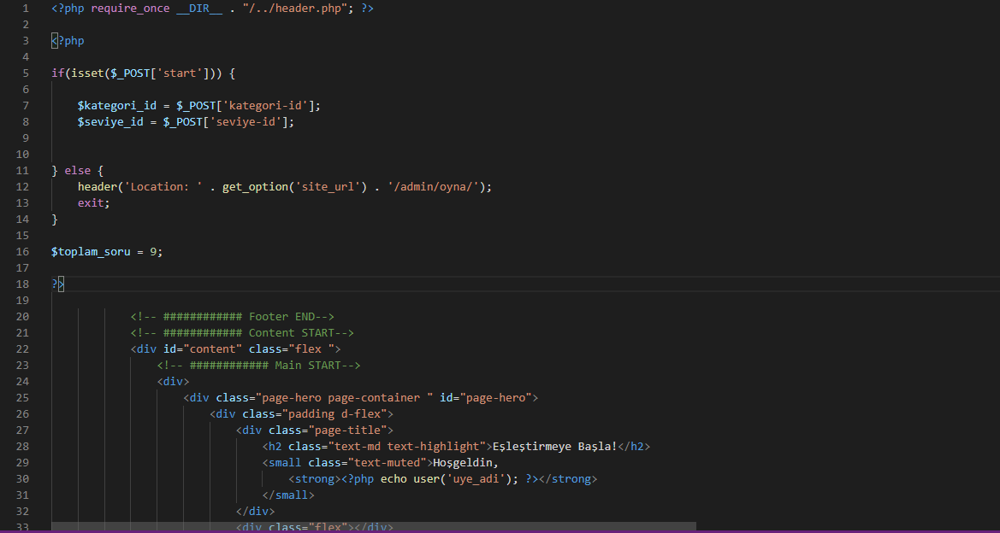 1 <?php require_once __DIR__ . "/../header.php"; ?>
2
3 <?php
4
5 if(isset($_POST['start'])) {
6
7 $kategori_id = $_POST['kategori-id'];
8 $seviye_id = $_POST['seviye-id'];
9
10
11 } else {
12 header('Location: ' . get_option('site_url') . '/admin/oyna/');
13 exit;
14 }
15
16 $toplam_soru = 9;
17
18 ?>
19
20 <!-- ############ Footer END-->
21 <!-- ############ Content START-->
22 <div id="content" class="flex ">
23 <!-- ############ Main START-->
24 <div>
25 <div class="page-hero page-container " id="page-hero">
26 <div class="padding d-flex">
27 <div class="page-title">
28 <h2 class="text-md text-highlight">Eşleştirmeye Başla!</h2>
29 <small class="text-muted">Hoşgeldin,
30 <strong><?php echo user('uye_adi'); ?></strong>
31 </small>
32 </div>
33 <div class="flex"></div>